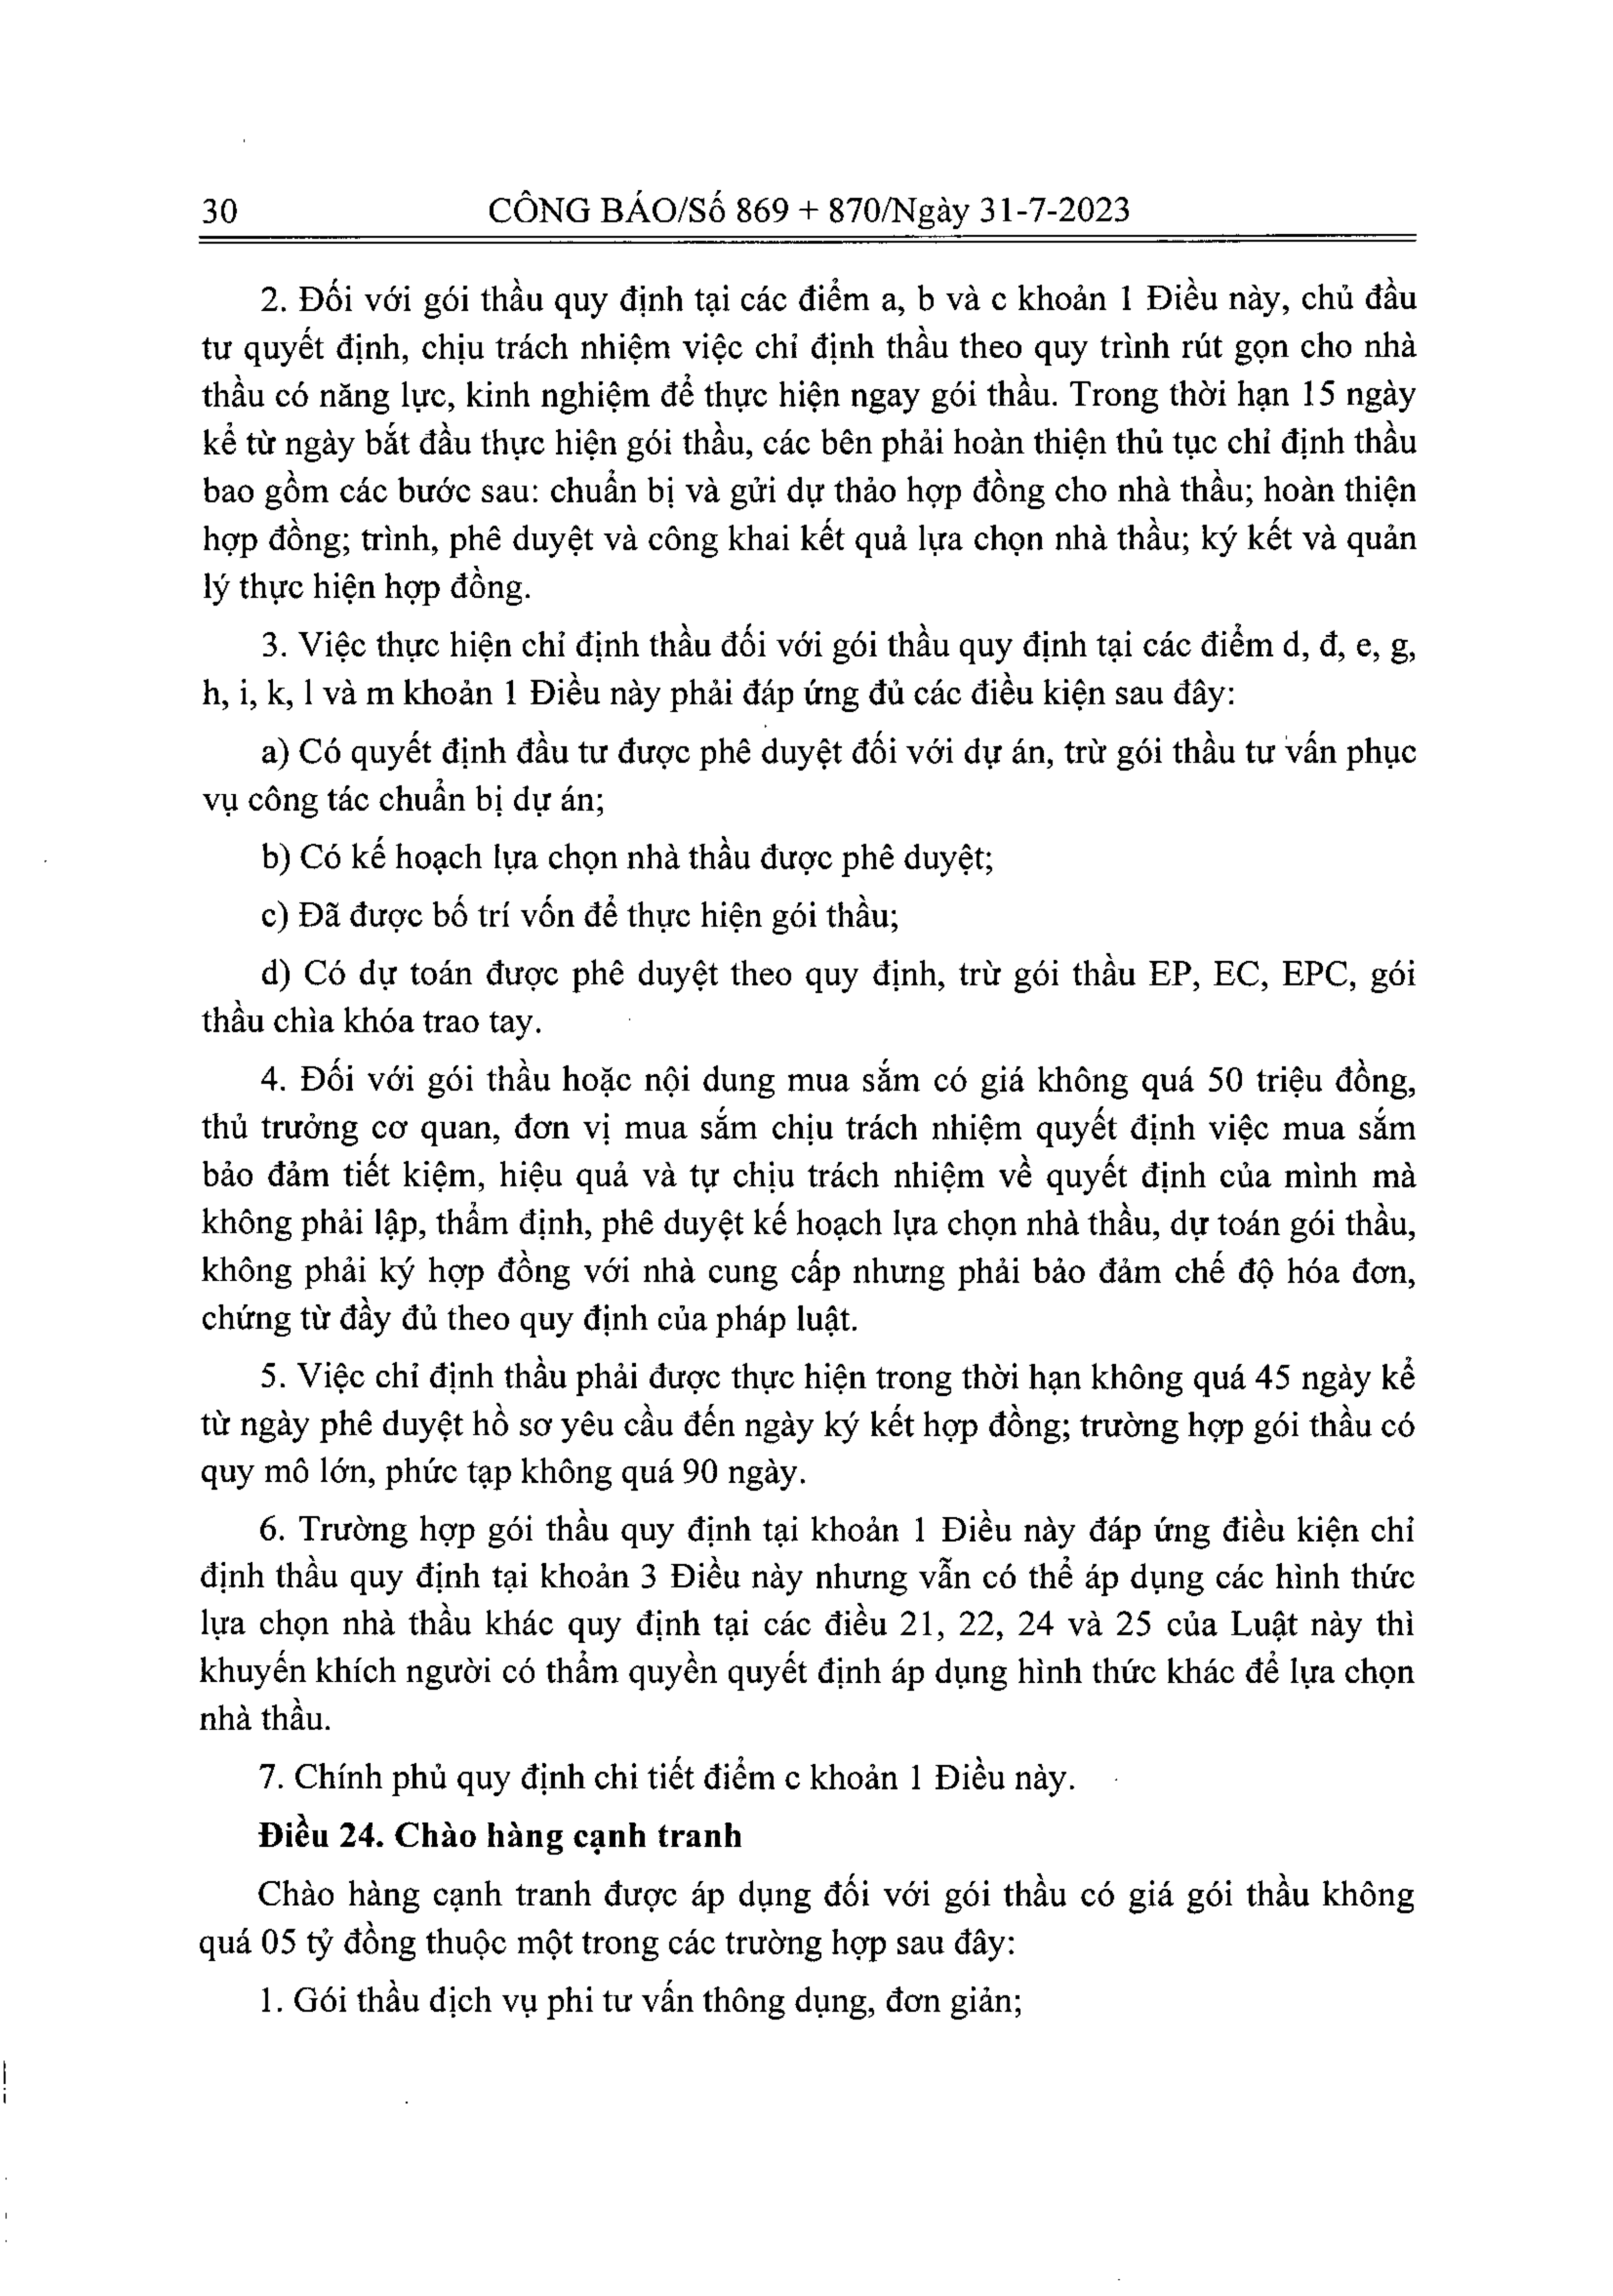 30 CÔNG BÁO/Số 869 + 870/Ngày 31-7-2023
2. Đối với gói thầu quy định tại các điểm a, b và c khoản 1 Điều này, chủ đầu
tư quyết định, chịu trách nhiệm việc chỉ định thầu theo quy trình rút gọn cho nhà
thầu có năng lực, kinh nghiệm để thực hiện ngay gói thầu. Trong thời hạn 15 ngày
kể từ ngày bắt đầu thực hiện gói thầu, các bên phải hoàn thiện thủ tục chỉ định thầu
bao gồm các bước sau: chuẩn bị và gửi dự thảo hợp đồng cho nhà thầu; hoàn thiện
hợp đồng; trình, phê duyệt và công khai kết quả lựa chọn nhà thầu; ký kết và quản
lý thực hiện hợp đồng.
3. Việc thực hiện chỉ định thầu đối với gói thầu quy định tại các điểm d, đ, e, g,
h, i, k, l và m khoản 1 Điều này phải đáp ứng đủ các điều kiện sau đây:
a) Có quyết định đầu tư được phê duyệt đối với dự án, trừ gói thầu tư vấn phục
vụ công tác chuẩn bị dự án;
b) Có kế hoạch lựa chọn nhà thầu được phê duyệt;
c) Đã được bố trí vốn để thực hiện gói thầu;
d) Có dự toán được phê duyệt theo quy định, trừ gói thầu EP, EC, EPC, gói
thầu chìa khóa trao tay.
4. Đối với gói thầu hoặc nội dung mua sắm có giá không quá 50 triệu đồng,
thủ trưởng cơ quan, đơn vị mua sắm chịu trách nhiệm quyết định việc mua sắm
bảo đảm tiết kiệm, hiệu quả và tự chịu trách nhiệm về quyết định của mình mà
không phải lập, thẩm định, phê duyệt kế hoạch lựa chọn nhà thầu, dự toán gói thầu,
không phải ký hợp đồng với nhà cung cấp nhưng phải bảo đảm chế độ hóa đơn,
chứng từ đầy đủ theo quy định của pháp luật.
5. Việc chỉ định thầu phải được thực hiện trong thời hạn không quá 45 ngày kể
từ ngày phê duyệt hồ sơ yêu cầu đến ngày ký kết hợp đồng; trường hợp gói thầu có
quy mô lớn, phức tạp không quá 90 ngày.
6. Trường hợp gói thầu quy định tại khoản 1 Điều này đáp ứng điều kiện chỉ
định thầu quy định tại khoản 3 Điều này nhưng vẫn có thể áp dụng các hình thức
lựa chọn nhà thầu khác quy định tại các điều 21, 22, 24 và 25 của Luật này thì
khuyến khích người có thẩm quyền quyết định áp dụng hình thức khác để lựa chọn
nhà thầu.
7. Chính phủ quy định chi tiết điểm c khoản 1 Điều này.
Điều 24. Chào hàng cạnh tranh
Chào hàng cạnh tranh được áp dụng đối với gói thầu có giá gói thầu không
quá 05 tỷ đồng thuộc một trong các trường hợp sau đây:
1. Gói thầu dịch vụ phi tư vấn thông dụng, đơn giản;